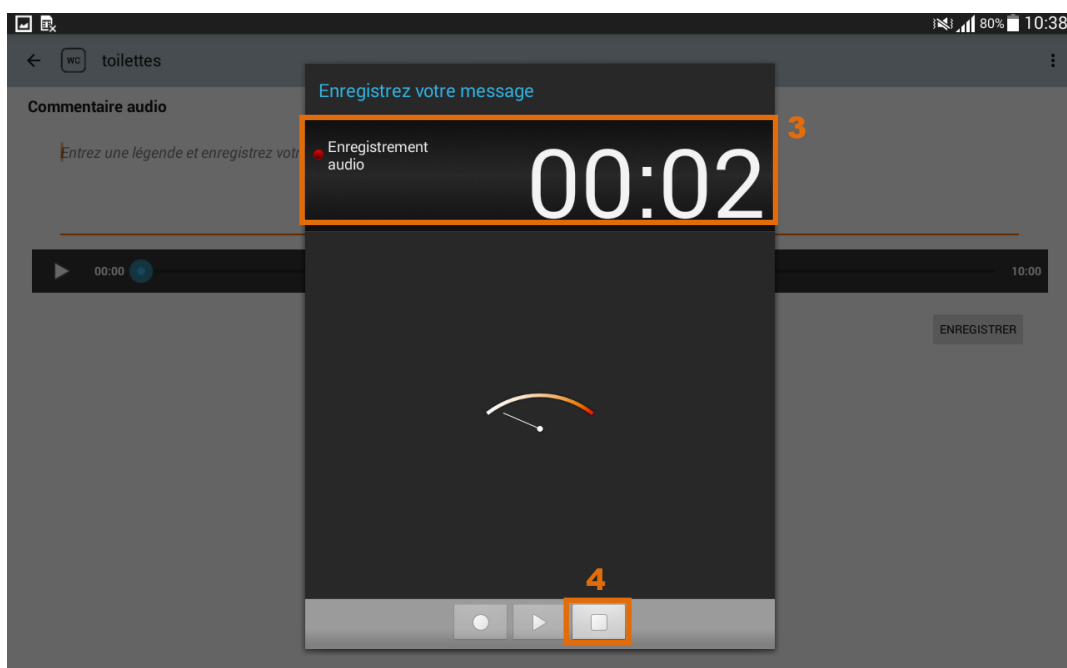 80% 10:38
WC toilettes
Enregistrez votre message
Commentaire audio
3
Entrez une légende et enregistrez votr
Enregistrement
audio
00:02
00:00
10:00
ENREGISTRER
4